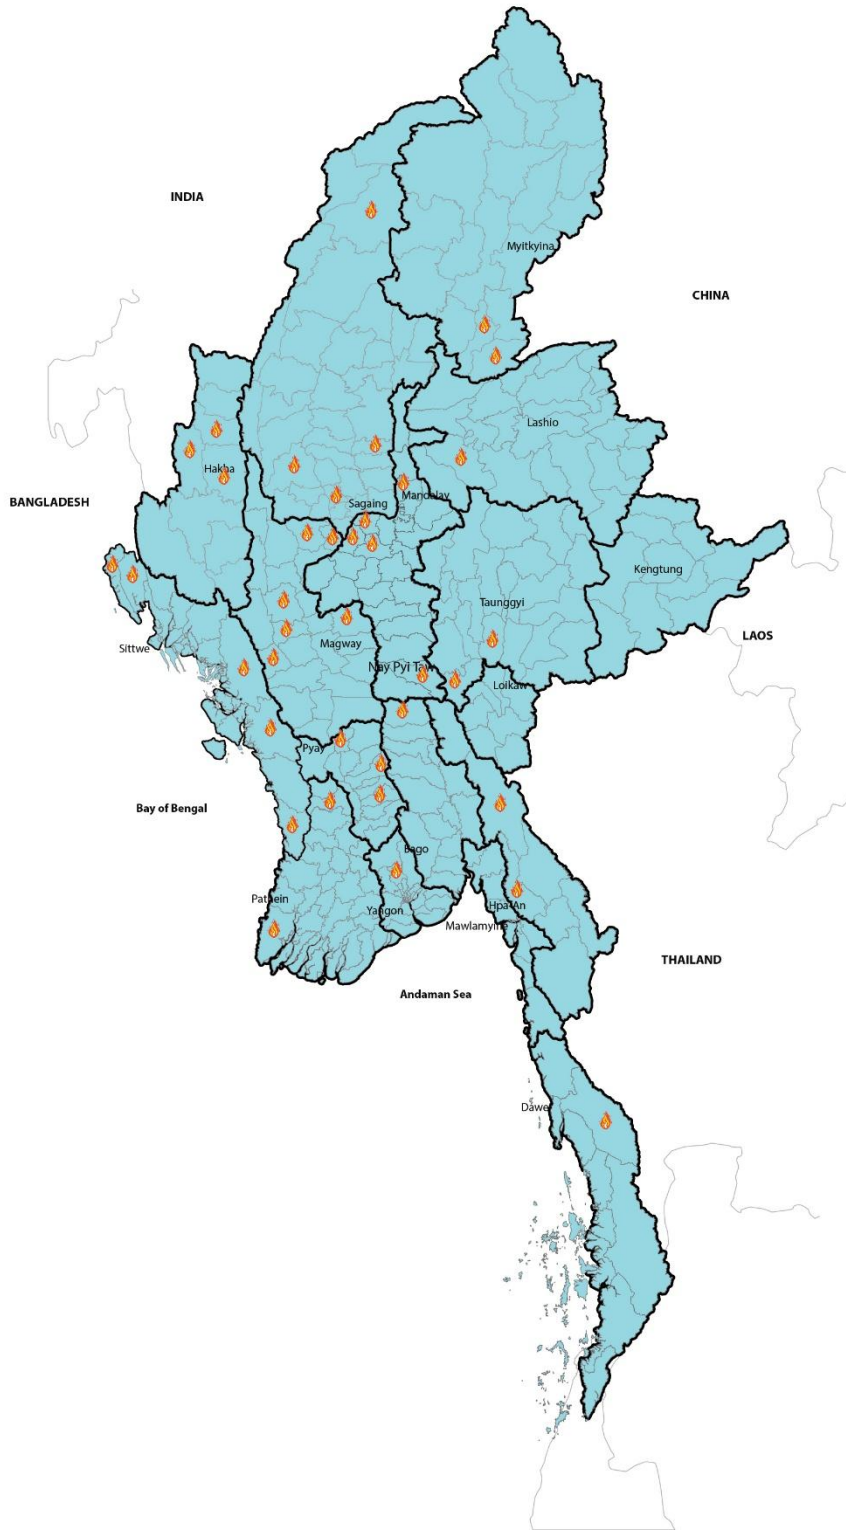 INDIA
Myitkyina
CHINA
Lashio
Hakha
Mandalay
BANGLADESH
Sagaing
Kengtung
Taunggyi
LAOS
Sittwe
Magway
Nay Pyi Taw
Loikaw
Pyay
Bay of Bengal
Bago
Pathein
Yangon
Hpa-An
Mawlamyine
THAILAND
Andaman Sea
Dawei